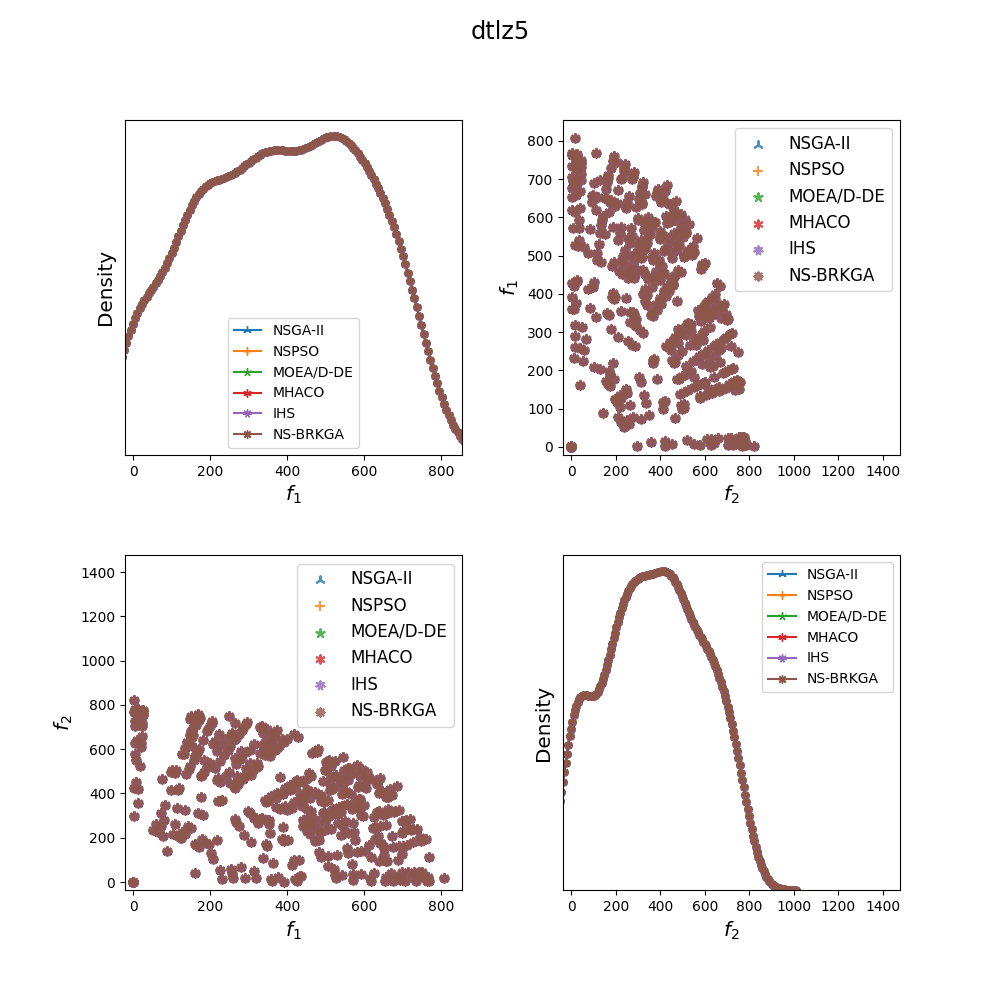 dtlz5
Density
NSGA-II
NSPSO
MOEA/D-DE
MHACO
IHS
NS-BRKGA
0 200 400 600 800
f1
f1
800
700
600
500
400
300
200
100
0
NSGA-II
NSPSO
MOEA/D-DE
MHACO
IHS
NS-BRKGA
0 200 400 600 800 1000 1200 1400
f2
f2
1400
1200
1000
800
600
400
200
0
NSGA-II
NSPSO
MOEA/D-DE
MHACO
IHS
NS-BRKGA
0 200 400 600 800
f1
Density
NSGA-II
NSPSO
MOEA/D-DE
MHACO
IHS
NS-BRKGA
0 200 400 600 800 1000 1200 1400
f2